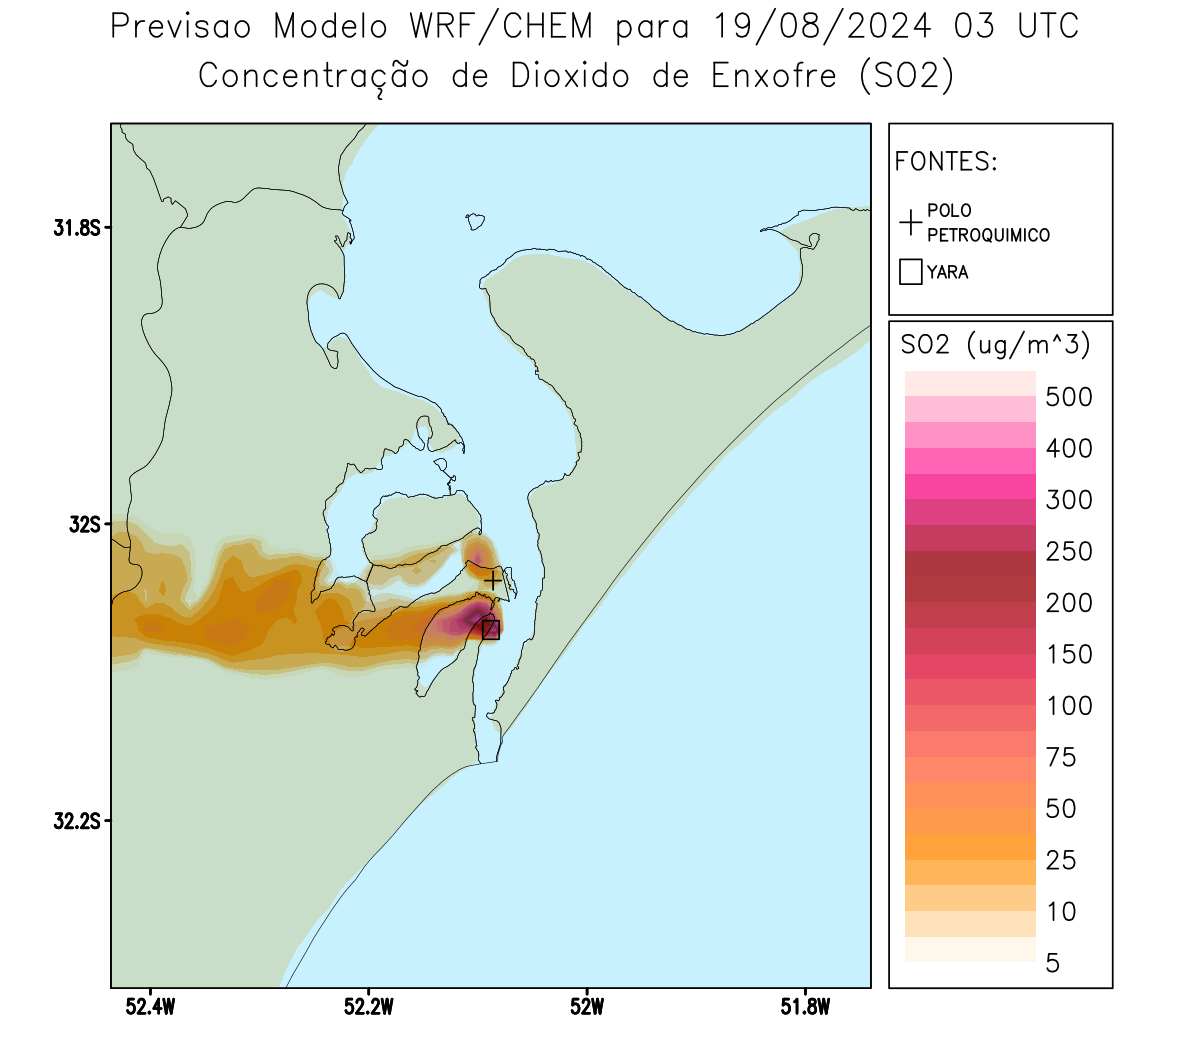 Previsao Modelo WRF/CHEM para 19/08/2024 03 UTC
Concentração de Dioxido de Enxofre (SO2)
FONTES:
POLO
PETROQUIMICO
YARA
31.8S
32S
32.2S
52.4W
52.2W
52W
51.8W
SO2 (ug/m^3)
500
400
300
250
200
150
100
75
50
25
10
5